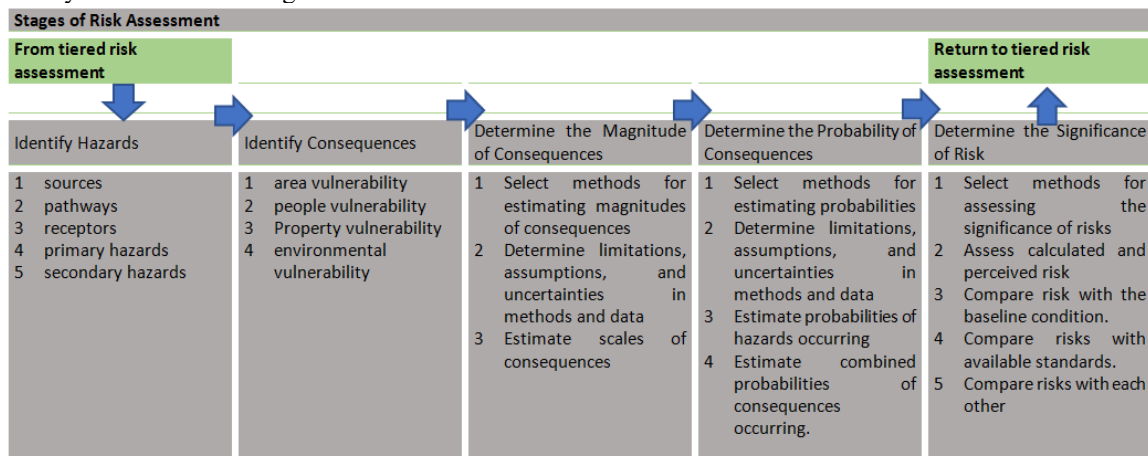 Stages of Risk Assessment
From tiered risk
assessment
Return to tiered risk
assessment
Identify Hazards
Identify Consequences
Determine the Magnitude
of Consequences
Determine the Probability of
Consequences
Determine the Significance
of Risk
1 sources
2 pathways
3 receptors
4 primary hazards
5 secondary hazards
1 area vulnerability
2 people vulnerability
3 Property vulnerability
4 environmental
vulnerability
1 Select methods for
estimating magnitudes
of consequences
2 Determine limitations,
assumptions, and
uncertainties in
methods and data
3 Estimate scales of
consequences
1 Select methods for
estimating probabilities
2 Determine limitations,
assumptions, and
uncertainties in
methods and data
3 Estimate probabilities of
hazards occurring
4 Estimate combined
probabilities of
consequences
occurring.
1 Select methods for
assessing the
significance of risks
2 Assess calculated and
perceived risk
3 Compare risk with the
baseline condition.
4 Compare risks with
available standards.
5 Compare risks with each
other